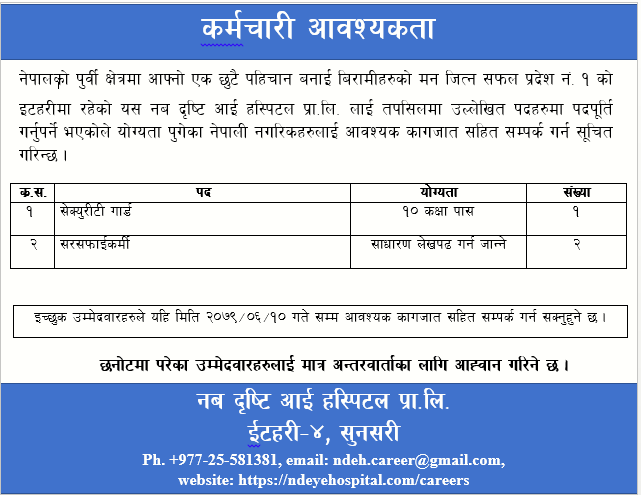 कर्मचारी आवश्यकता
नेपालको पुर्वी क्षेत्रमा आफ्नो एक छुटै पहिचान बनाई बिरामीहरुको मन जित्न सफल प्रदेश नं. १ को
इटहरीमा रहेको यस नब दृष्टि आई हस्पिटल प्रा.लि. लाई तपसिलमा उल्लेखित पदहरुमा पदपूर्ति
गर्नुपर्ने भएकोले योग्यता पुगेका नेपाली नगरिकहरुलाई आवश्यक कागजात सहित सम्पर्क गर्न सूचित
गरिन्छ ।
क.स. पद योग्यता संख्या
१ सेक्युरीटी गार्ड १० कक्षा पास १
२ सरसफाईकर्मी साधारण लेखपढ गर्न जान्ने २
इच्छुक उम्मेदवारहरुले यहि मिति २०७९/०६/१० गते सम्म आवश्यक कागजात सहित सम्पर्क गर्न सक्नुहुने छ ।
छनोटमा परेका उम्मेदवारहरुलाई मात्र अन्तरवार्ताका लागि आह्वान गरिने छ ।
नब दृष्टि आई हस्पिटल प्रा.लि.
ईटहरी-४, सुनसरी
Ph. +977-25-581381, email: ndeh.career@gmail.com,
website: https://ndeyehospital.com/careers